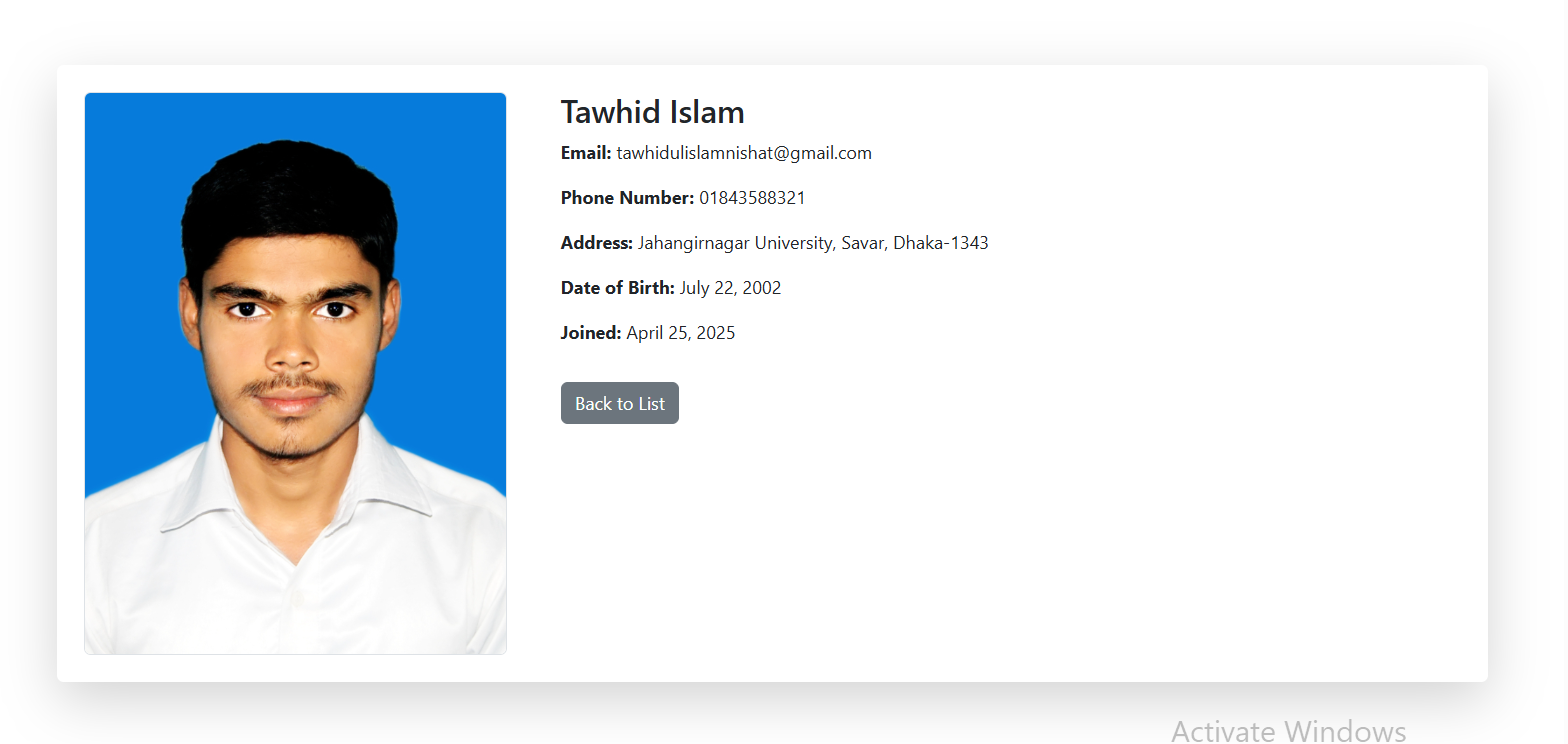 Tawhid Islam
Email: tawhidulislamnishat@gmail.com
Phone Number: 01843588321
Address: Jahangirnagar University, Savar, Dhaka-1343
Date of Birth: July 22, 2002
Joined: April 25, 2025
Back to List
Activate Windows